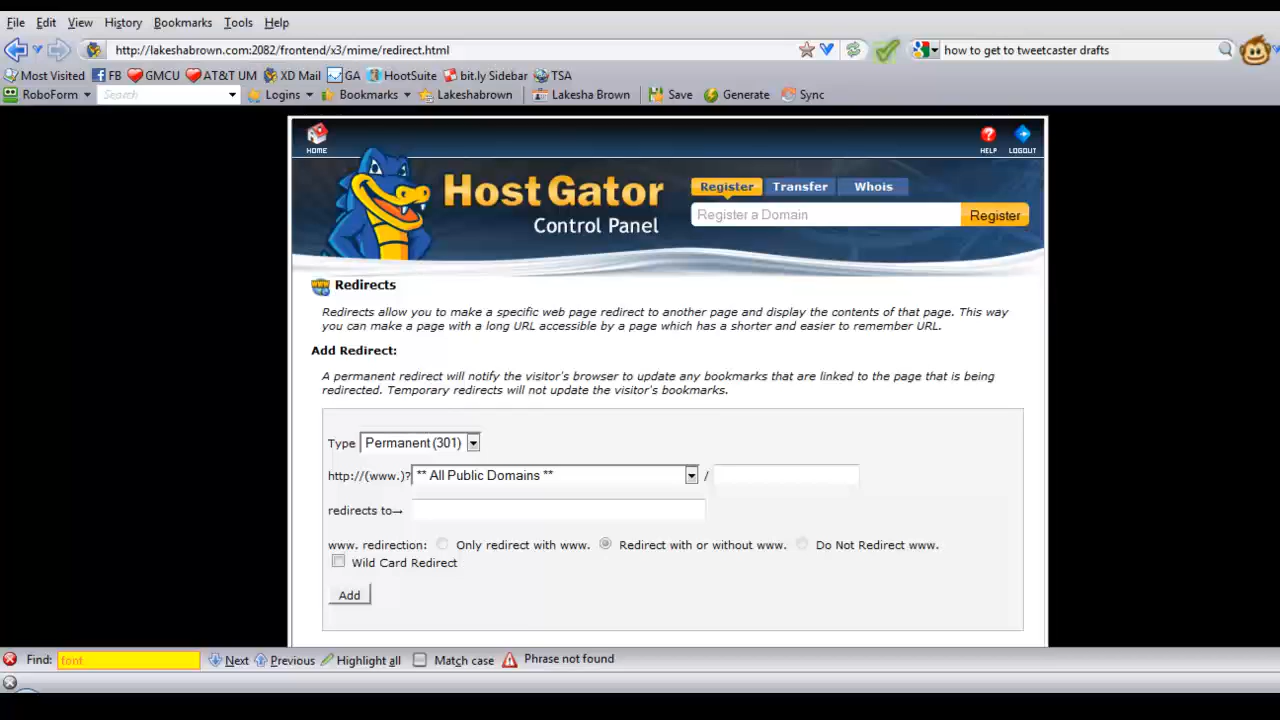 File Edit View History Bookmarks Tools Help
http://lakeshabrown.com:2082/frontend/x3/mime/redirect.html how to get to tweetcaster drafts
Most Visited FB GMCU AT&T UM XD Mail GA HootSuite bit.ly Sidebar TSA
RoboForm Search Logins Bookmarks Lakeshabrown Lakesha Brown Save Generate Sync
HOME HELP LOGOUT
Register Transfer Whois
HostGator
Register a Domain Register
Control Panel
Redirects
Redirects allow you to make a specific web page redirect to another page and display the contents of that page. This way
you can make a page with a long URL accessible by a page which has a shorter and easier to remember URL.
Add Redirect:
A permanent redirect will notify the visitor's browser to update any bookmarks that are linked to the page that is being
redirected. Temporary redirects will not update the visitor's bookmarks.
Type Permanent (301)
http://(www.)? ** All Public Domains ** /
redirects to→
www. redirection: Only redirect with www. Redirect with or without www. Do Not Redirect www.
Wild Card Redirect
Add
Find: font Next Previous Highlight all Match case Phrase not found